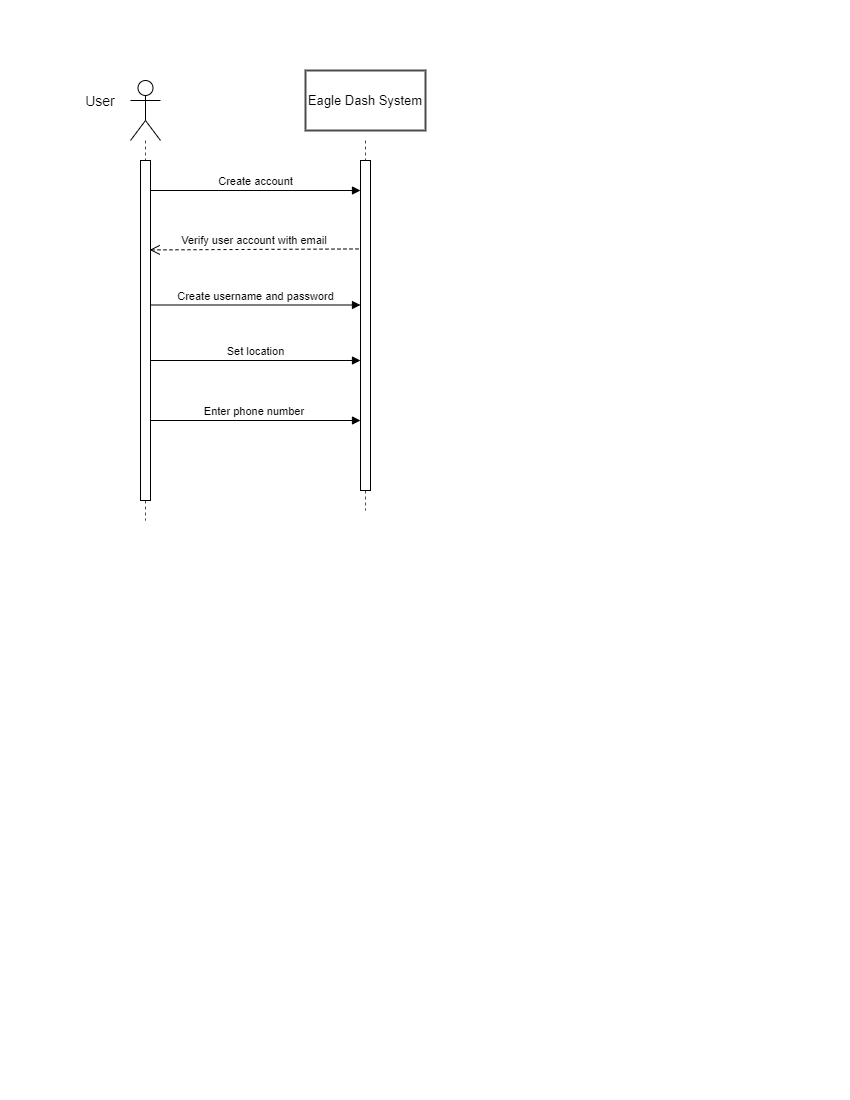 User
Eagle Dash System
Create account
Verify user account with email
Create username and password
Set location
Enter phone number